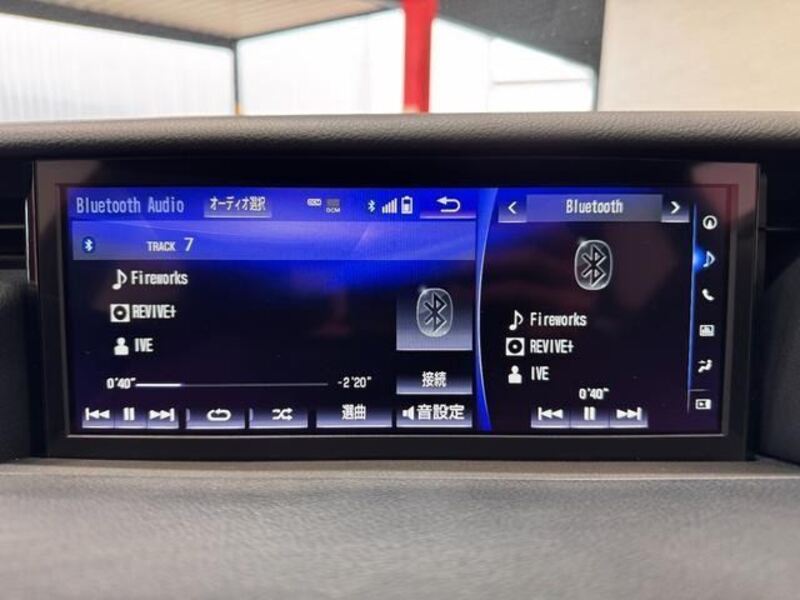 Bluetooth Audio オーディオ選択 DCM
TRACK 7
Fireworks
REVIVE+
IVE
0'40" -2'20"
接続
選曲 音設定
Bluetooth
Fireworks
REVIVE+
IVE
0'40"